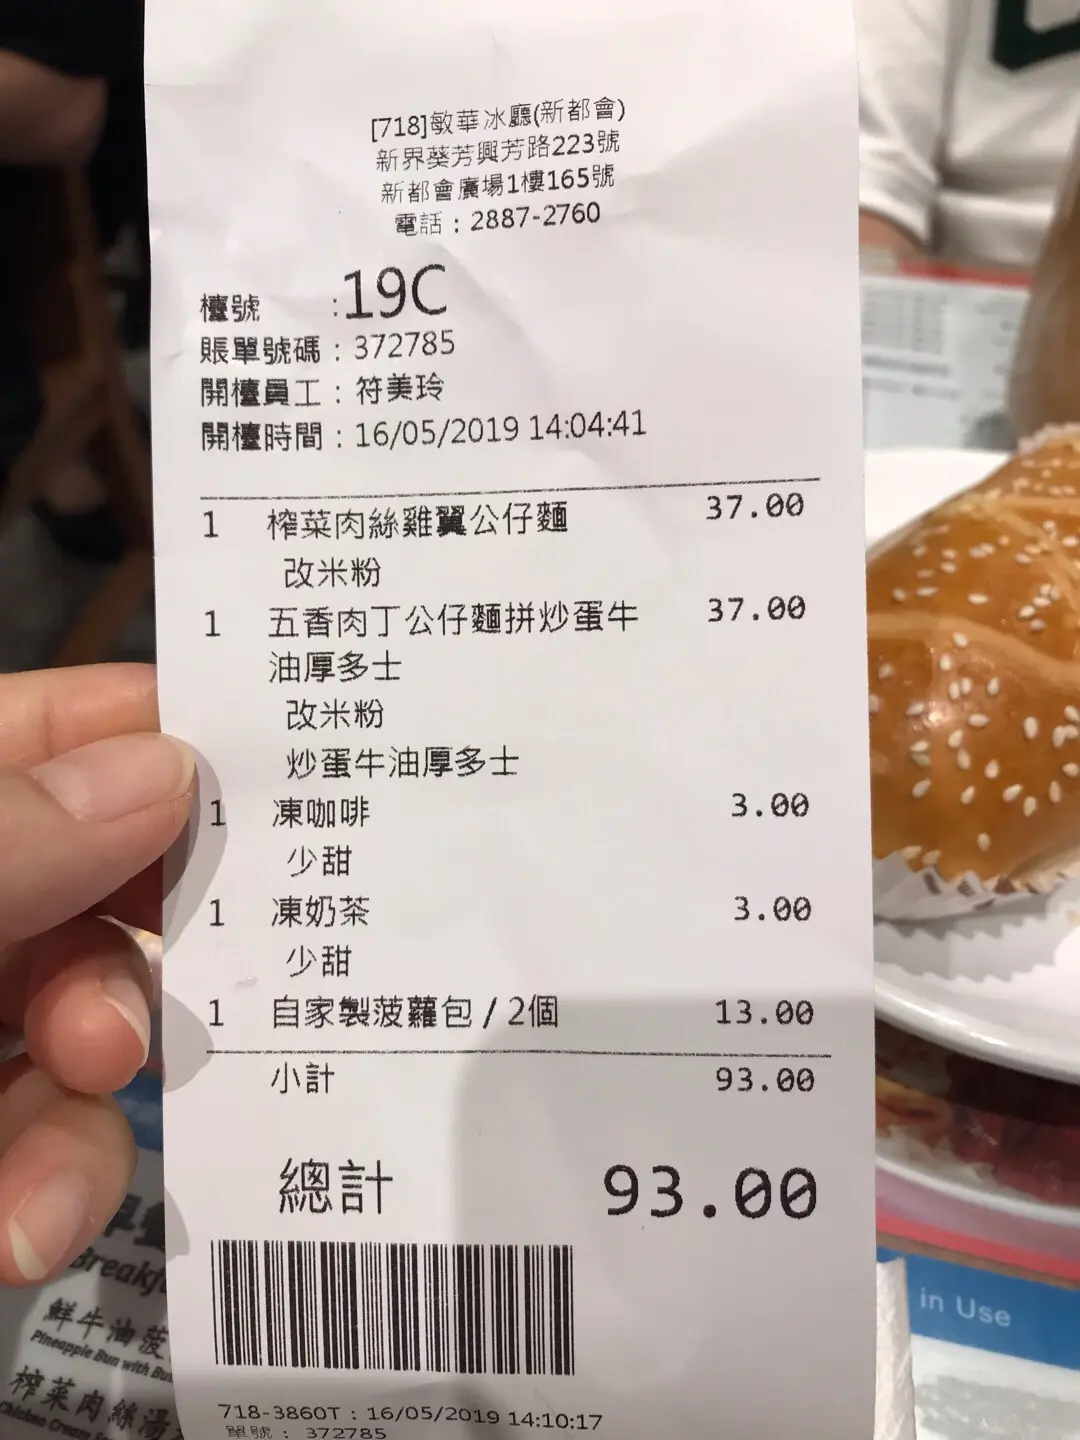 [718]敏華冰廳(新都會)
新界葵芳興芳路223號
新都會廣場1樓165號
電話：2887-2760
檯號 :19C
賬單號碼：372785
開檯員工：符美玲
開檯時間：16/05/2019 14:04:41
1 榨菜肉絲雞翼公仔麵 37.00
改米粉
1 五香肉丁公仔麵拼炒蛋牛 37.00
油厚多士
改米粉
炒蛋牛油厚多士
1 凍咖啡 3.00
少甜
1 凍奶茶 3.00
少甜
1 自家製菠蘿包 / 2個 13.00
小計 93.00
總計 93.00
718-3860T : 16/05/2019 14:10:17
單號： 372785
鮮牛油菠
Pineapple Bun with
榨菜肉絲湯
Chicken Cream
in Use